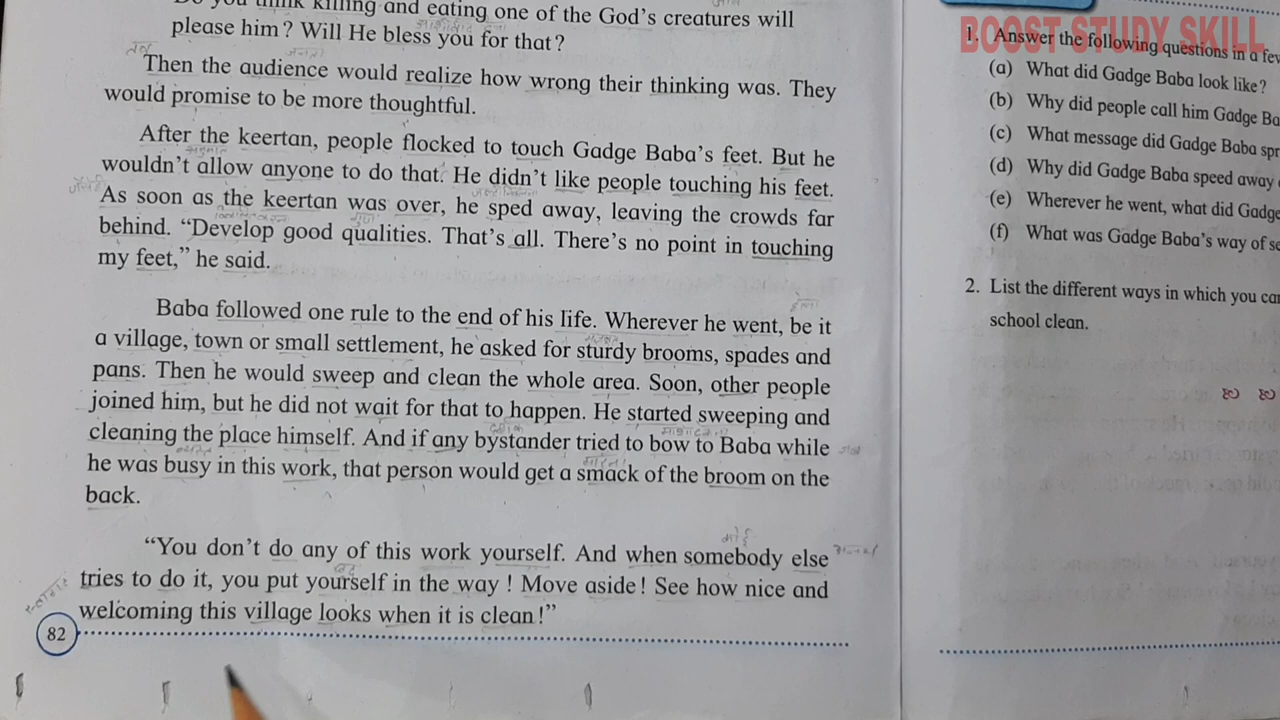 Do you think killing and eating one of the God's creatures will
please him? Will He bless you for that?
Then the audience would realize how wrong their thinking was. They
would promise to be more thoughtful.
After the keertan, people flocked to touch Gadge Baba's feet. But he
wouldn't allow anyone to do that. He didn't like people touching his feet.
As soon as the keertan was over, he sped away, leaving the crowds far
behind. “Develop good qualities. That's all. There's no point in touching
my feet,” he said.
Baba followed one rule to the end of his life. Wherever he went, be it
a village, town or small settlement, he asked for sturdy brooms, spades and
pans. Then he would sweep and clean the whole area. Soon, other people
joined him, but he did not wait for that to happen. He started sweeping and
cleaning the place himself. And if any bystander tried to bow to Baba while
he was busy in this work, that person would get a smack of the broom on the
back.
“You don't do any of this work yourself. And when somebody else
tries to do it, you put yourself in the way ! Move aside! See how nice and
welcoming this village looks when it is clean !”
82
BOOST STUDY SKILL
1. Answer the following questions in a few
(a) What did Gadge Baba look like?
(b) Why did people call him Gadge Ba
(c) What message did Gadge Baba spr
(d) Why did Gadge Baba speed away
(e) Wherever he went, what did Gadge
(f) What was Gadge Baba's way of se
2. List the different ways in which you can
school clean.